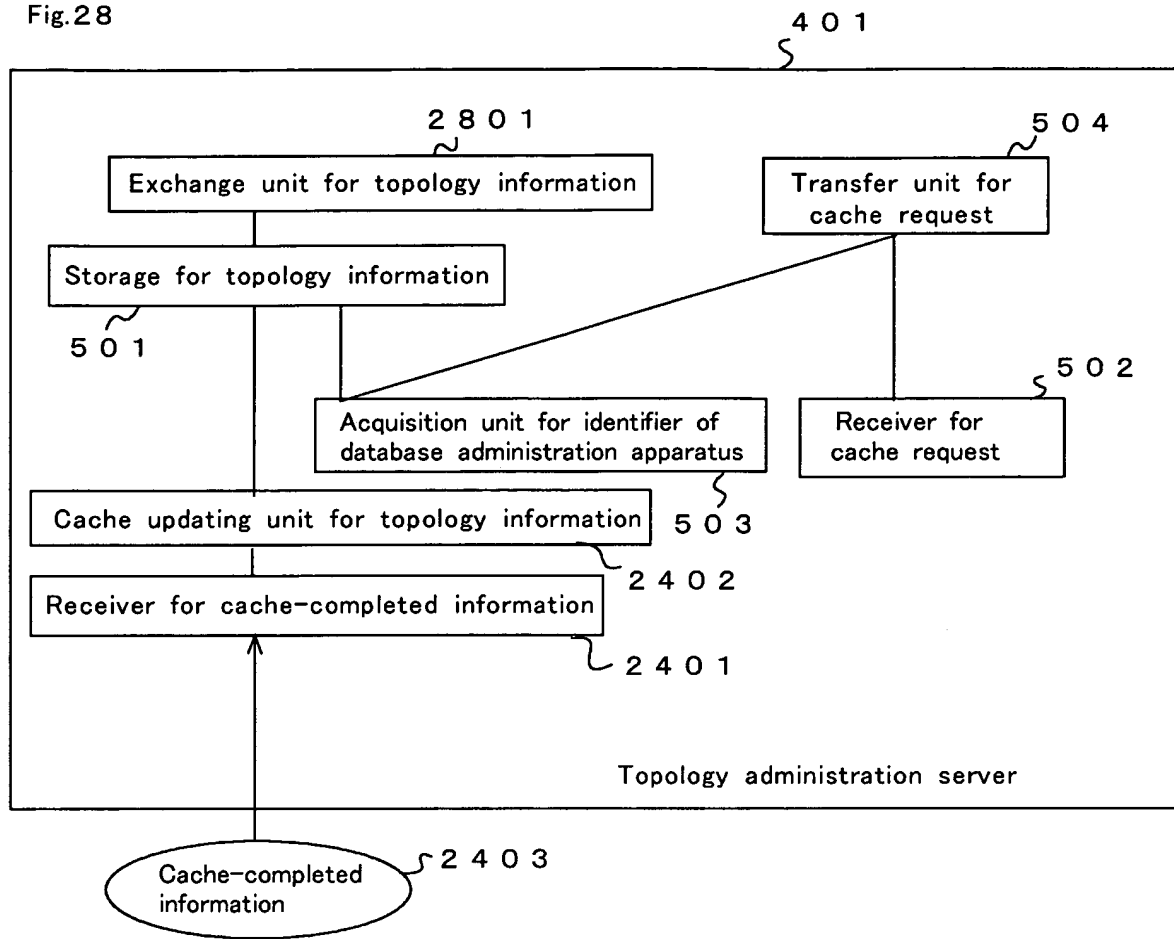 Fig.28
401
2801
Exchange unit for topology information
504
Transfer unit for
cache request
Storage for topology information
501
502
Acquisition unit for identifier of
database administration apparatus
503
Receiver for
cache request
Cache updating unit for topology information
2402
Receiver for cache-completed information
2401
Topology administration server
Cache-completed
information
2403